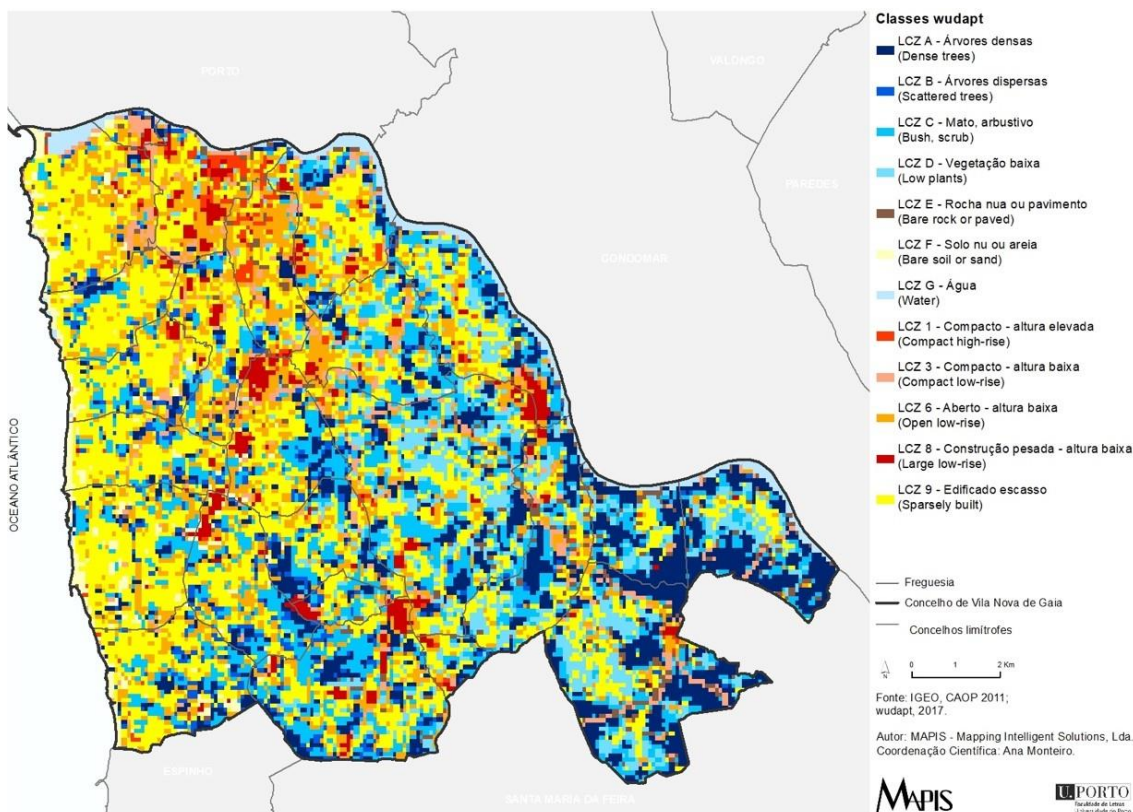 PORTO
VALONGO
PAREDES
GONDOMAR
OCEANO ATLÂNTICO
ESPINHO
SANTA MARIA DA FEIRA
Classes wudapt
LCZ A - Árvores densas
(Dense trees)
LCZ B - Árvores dispersas
(Scattered trees)
LCZ C - Mato, arbustivo
(Bush, scrub)
LCZ D - Vegetação baixa
(Low plants)
LCZ E - Rocha nua ou pavimento
(Bare rock or paved)
LCZ F - Solo nu ou areia
(Bare soil or sand)
LCZ G - Água
(Water)
LCZ 1 - Compacto - altura elevada
(Compact high-rise)
LCZ 3 - Compacto - altura baixa
(Compact low-rise)
LCZ 6 - Aberto - altura baixa
(Open low-rise)
LCZ 8 - Construção pesada - altura baixa
(Large low-rise)
LCZ 9 - Edificado escasso
(Sparsely built)
Freguesia
Concelho de Vila Nova de Gaia
Concelhos limítrofes
N
0 1 2 Km
Fonte: IGEO, CAOP 2011;
wudapt, 2017.
Autor: MAPIS - Mapping Intelligent Solutions, Lda.
Coordenação Científica: Ana Monteiro.
MAPIS
U.PORTO
Faculdade de Letras
Universidade do Porto